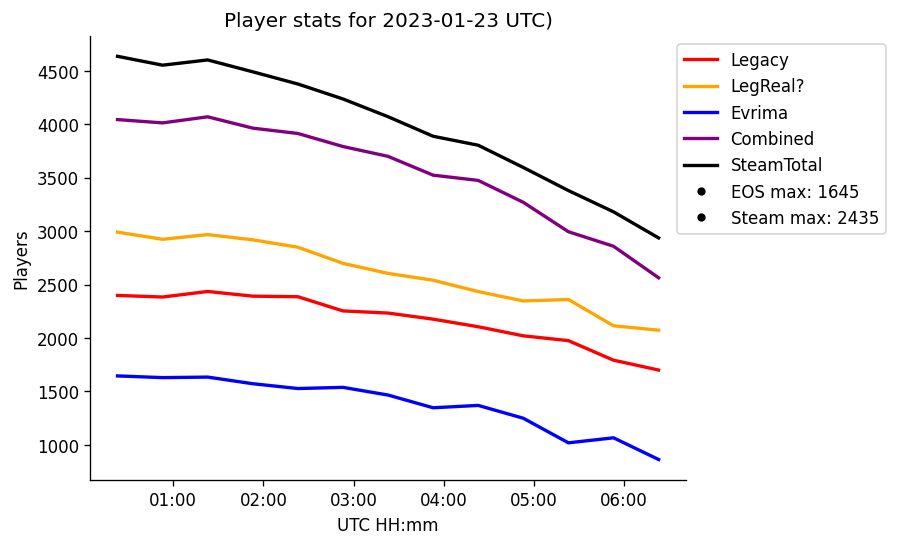 Player stats for 2023-01-23 UTC)
Players
4500
4000
3500
3000
2500
2000
1500
1000
01:00 02:00 03:00 04:00 05:00 06:00
UTC HH:mm
Legacy
LegReal?
Evrima
Combined
SteamTotal
EOS max: 1645
Steam max: 2435